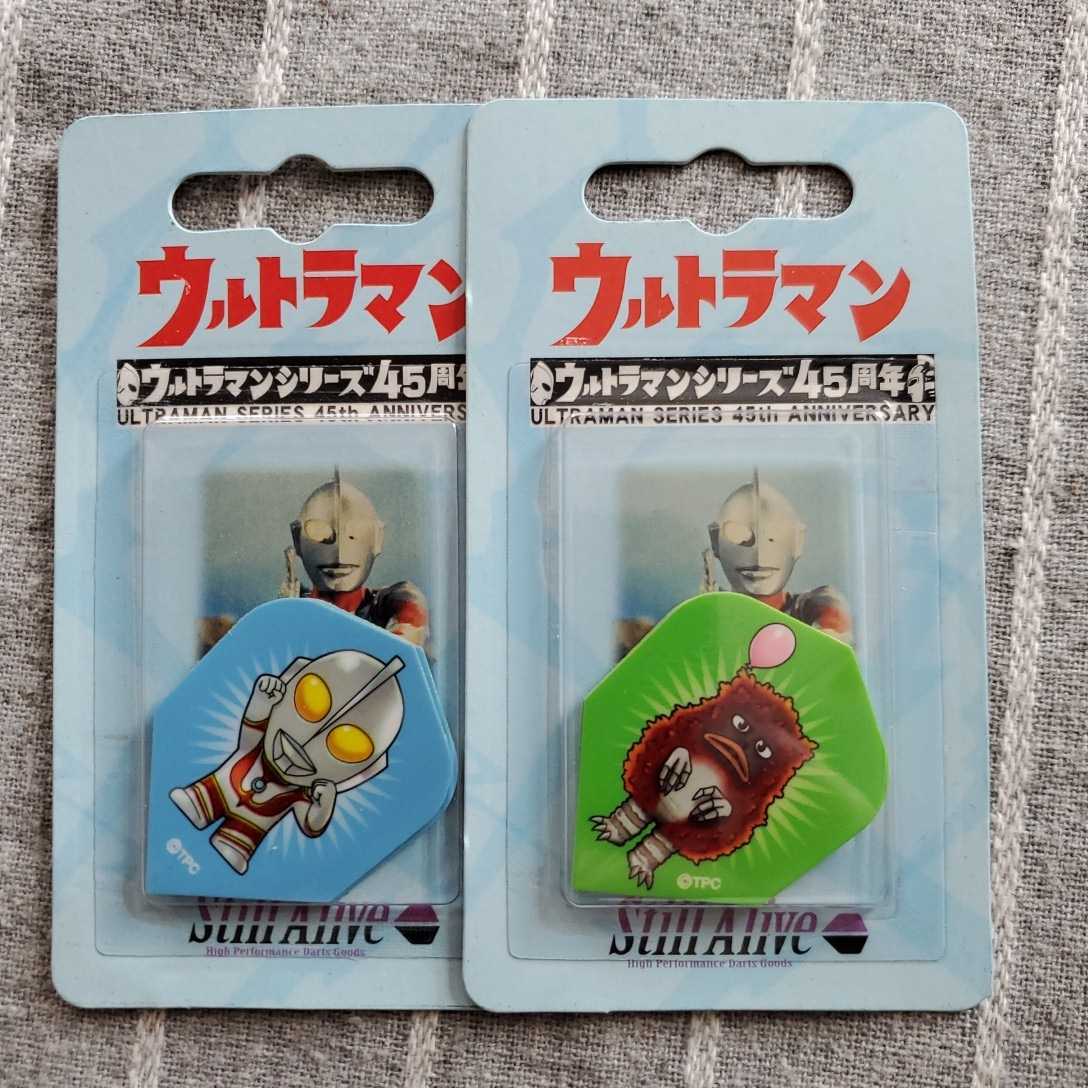 ウルトラマン
ウルトラマンシリーズ45周年
ULTRAMAN SERIES 45th ANNIVERS
©TPC
Still Alive
High Performance Darts Goods
ウルトラマン
ウルトラマンシリーズ45周年
ULTRAMAN SERIES 45th ANNIVERSARY
©TPC
Still Alive
High Performance Darts Goods